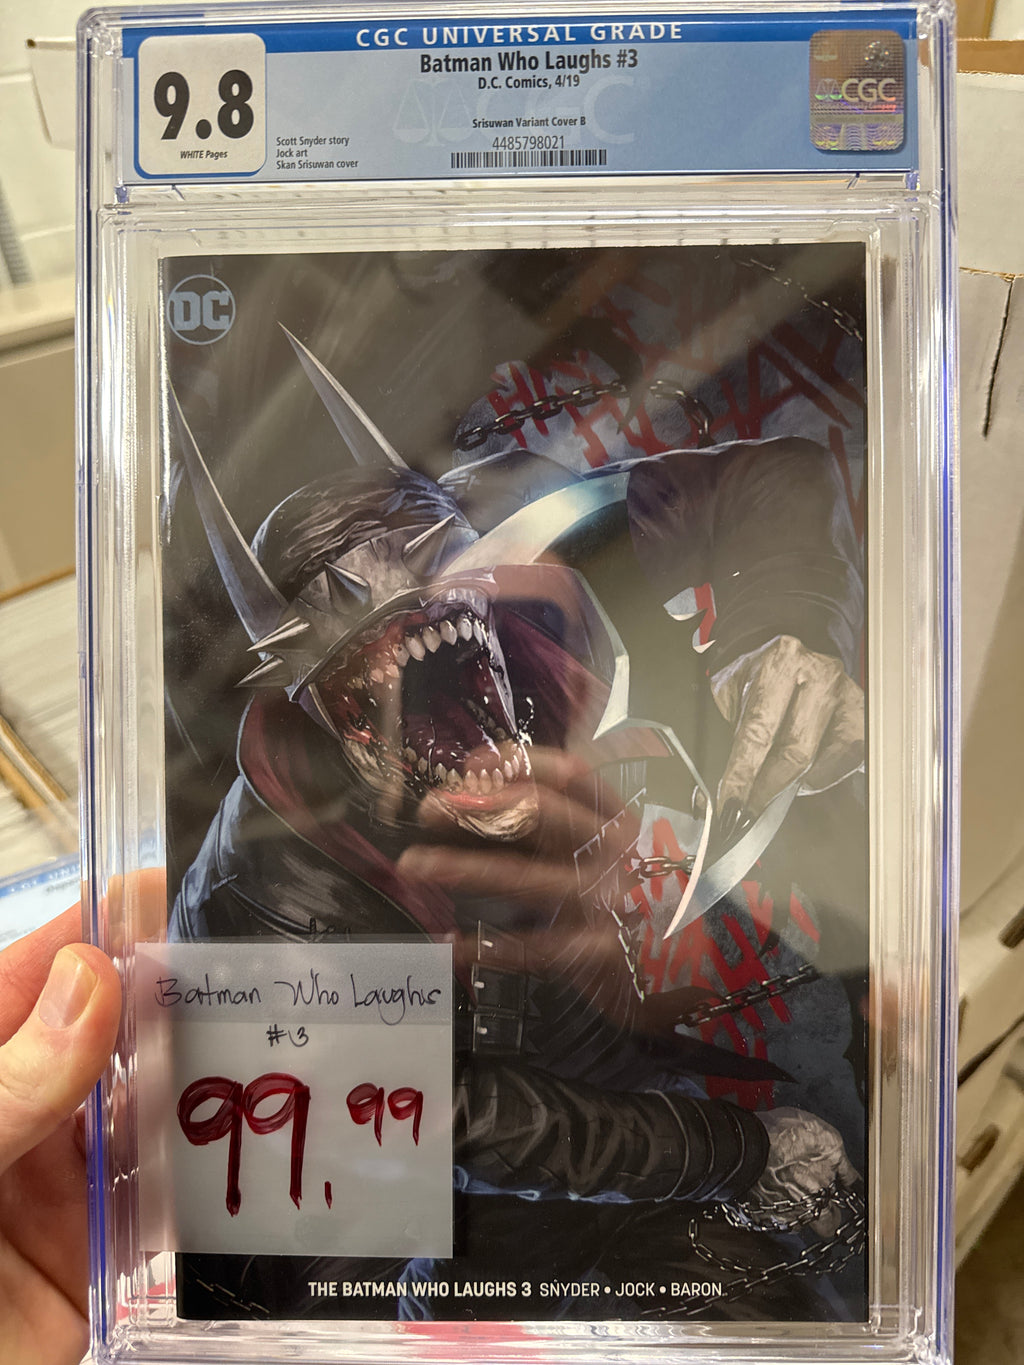 CGC UNIVERSAL GRADE
9.8
WHITE Pages
Batman Who Laughs #3
D.C. Comics, 4/19
Srisuwan Variant Cover B
4485798021
Scott Snyder story
Jock art
Skan Srisuwan cover
CGC
DC
Batman Who Laughs
#3
99.99
THE BATMAN WHO LAUGHS 3 SNYDER • JOCK • BARON